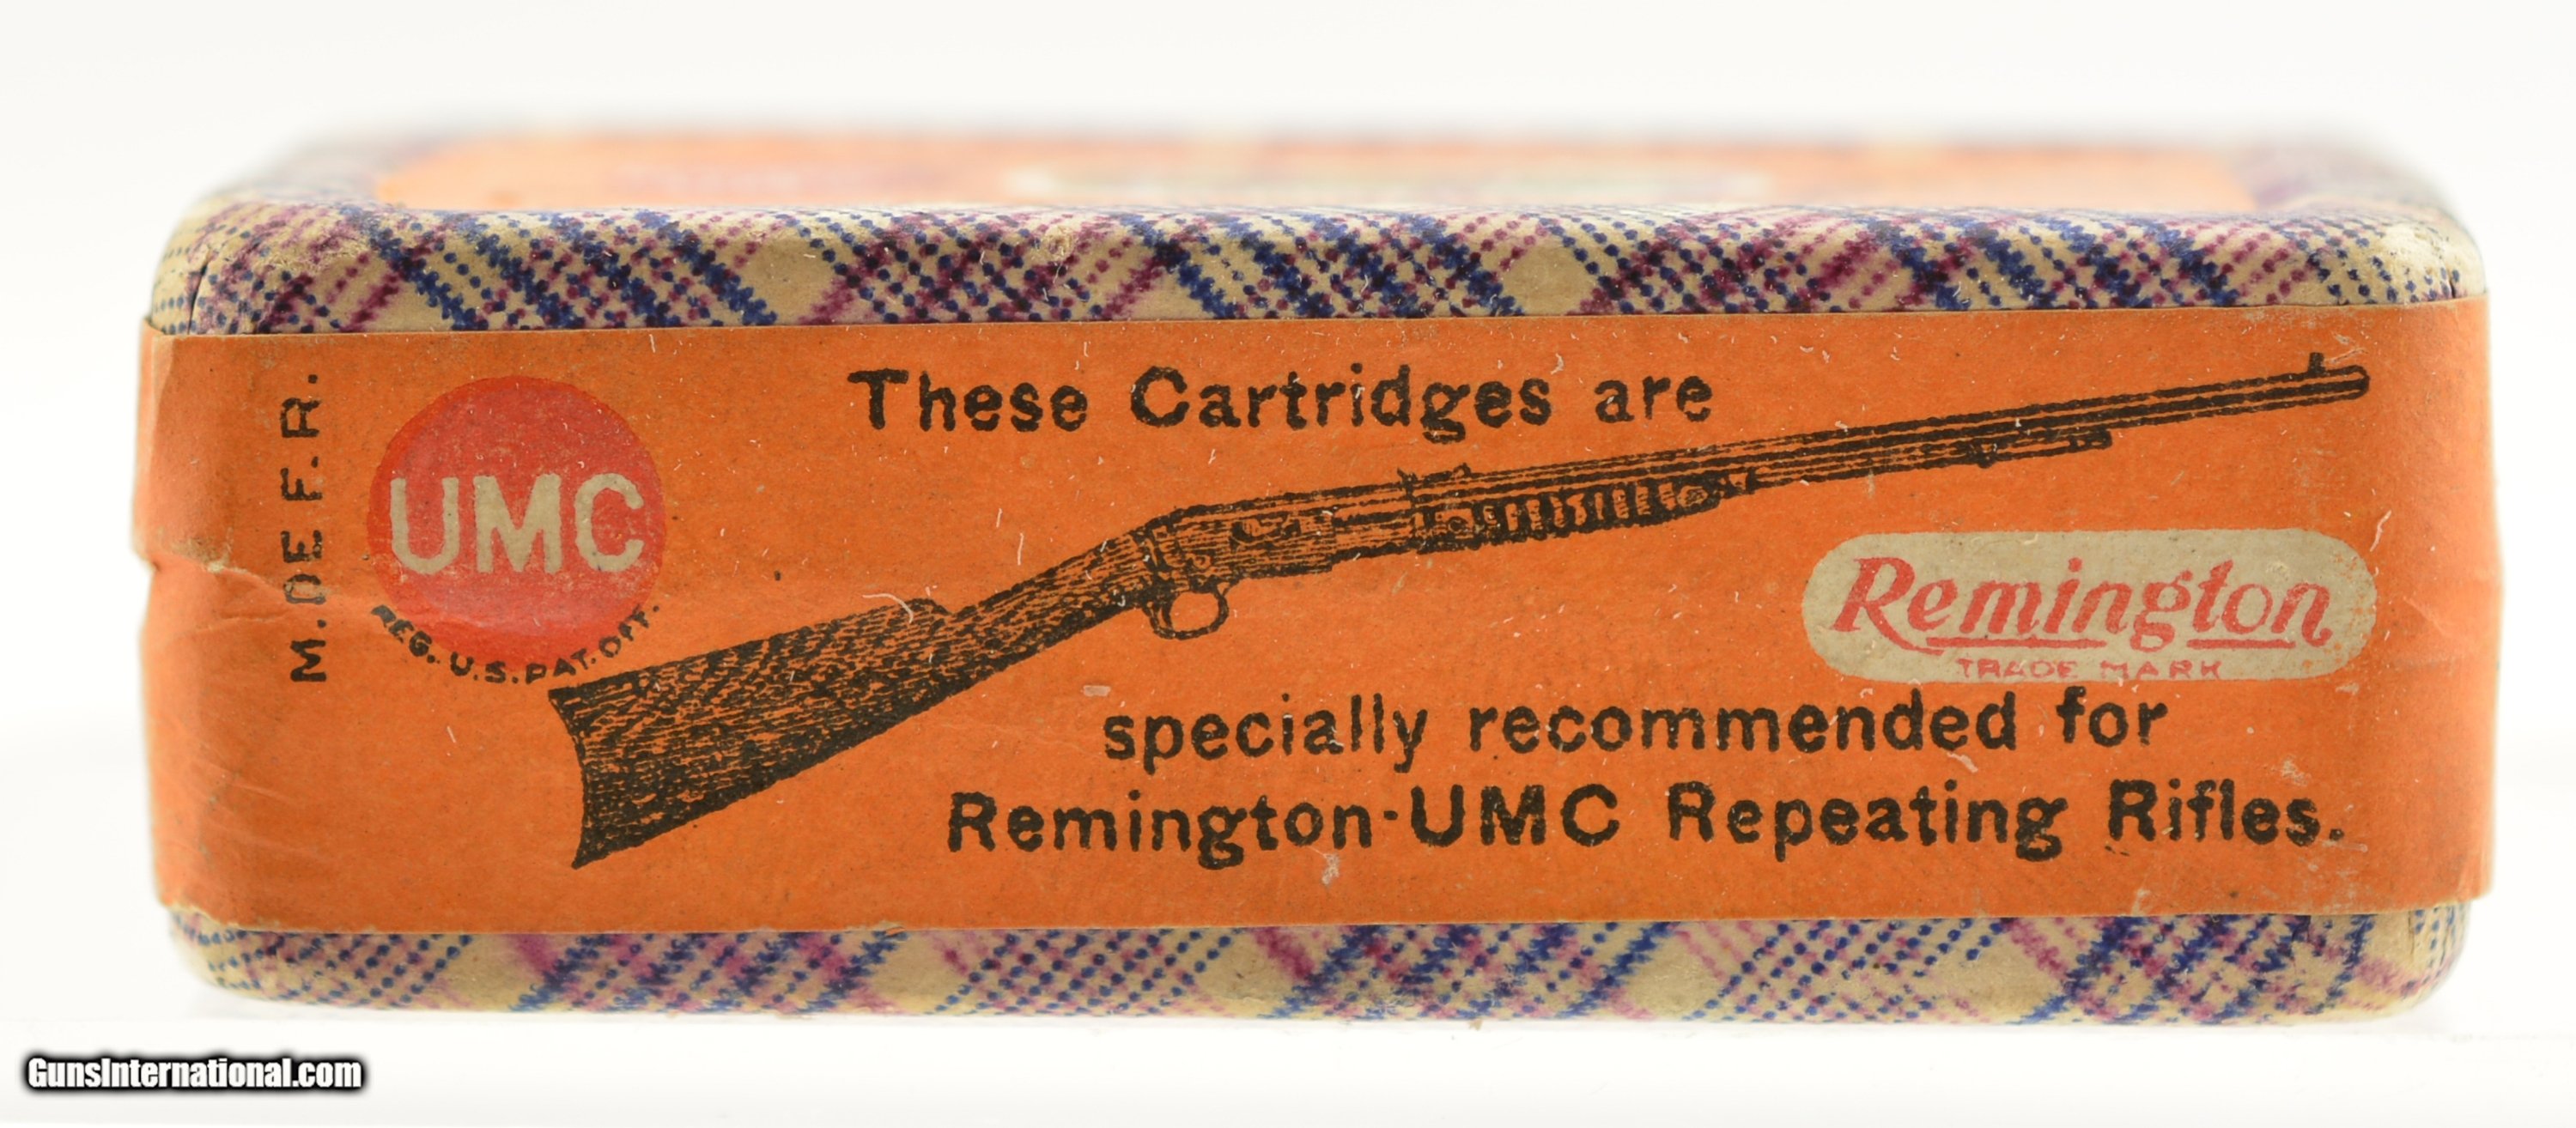 M. DE F. R.
UMC
REG. U.S. PAT. OFF.
These Cartridges are
Remington
TRADE MARK
specially recommended for
Remington-UMC Repeating Rifles.
GunsInternational.com